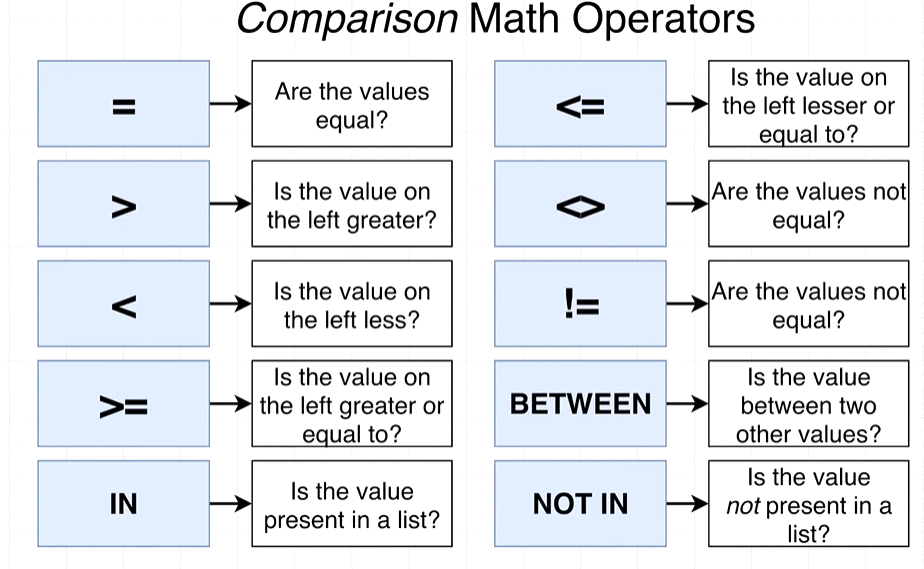 Comparison Math Operators
=
Are the values
equal?
<=
Is the value on
the left lesser or
equal to?
>
Is the value on
the left greater?
<>
Are the values not
equal?
<
Is the value on
the left less?
!=
Are the values not
equal?
>=
Is the value on
the left greater or
equal to?
BETWEEN
Is the value
between two
other values?
IN
Is the value
present in a list?
NOT IN
Is the value
not present in a
list?